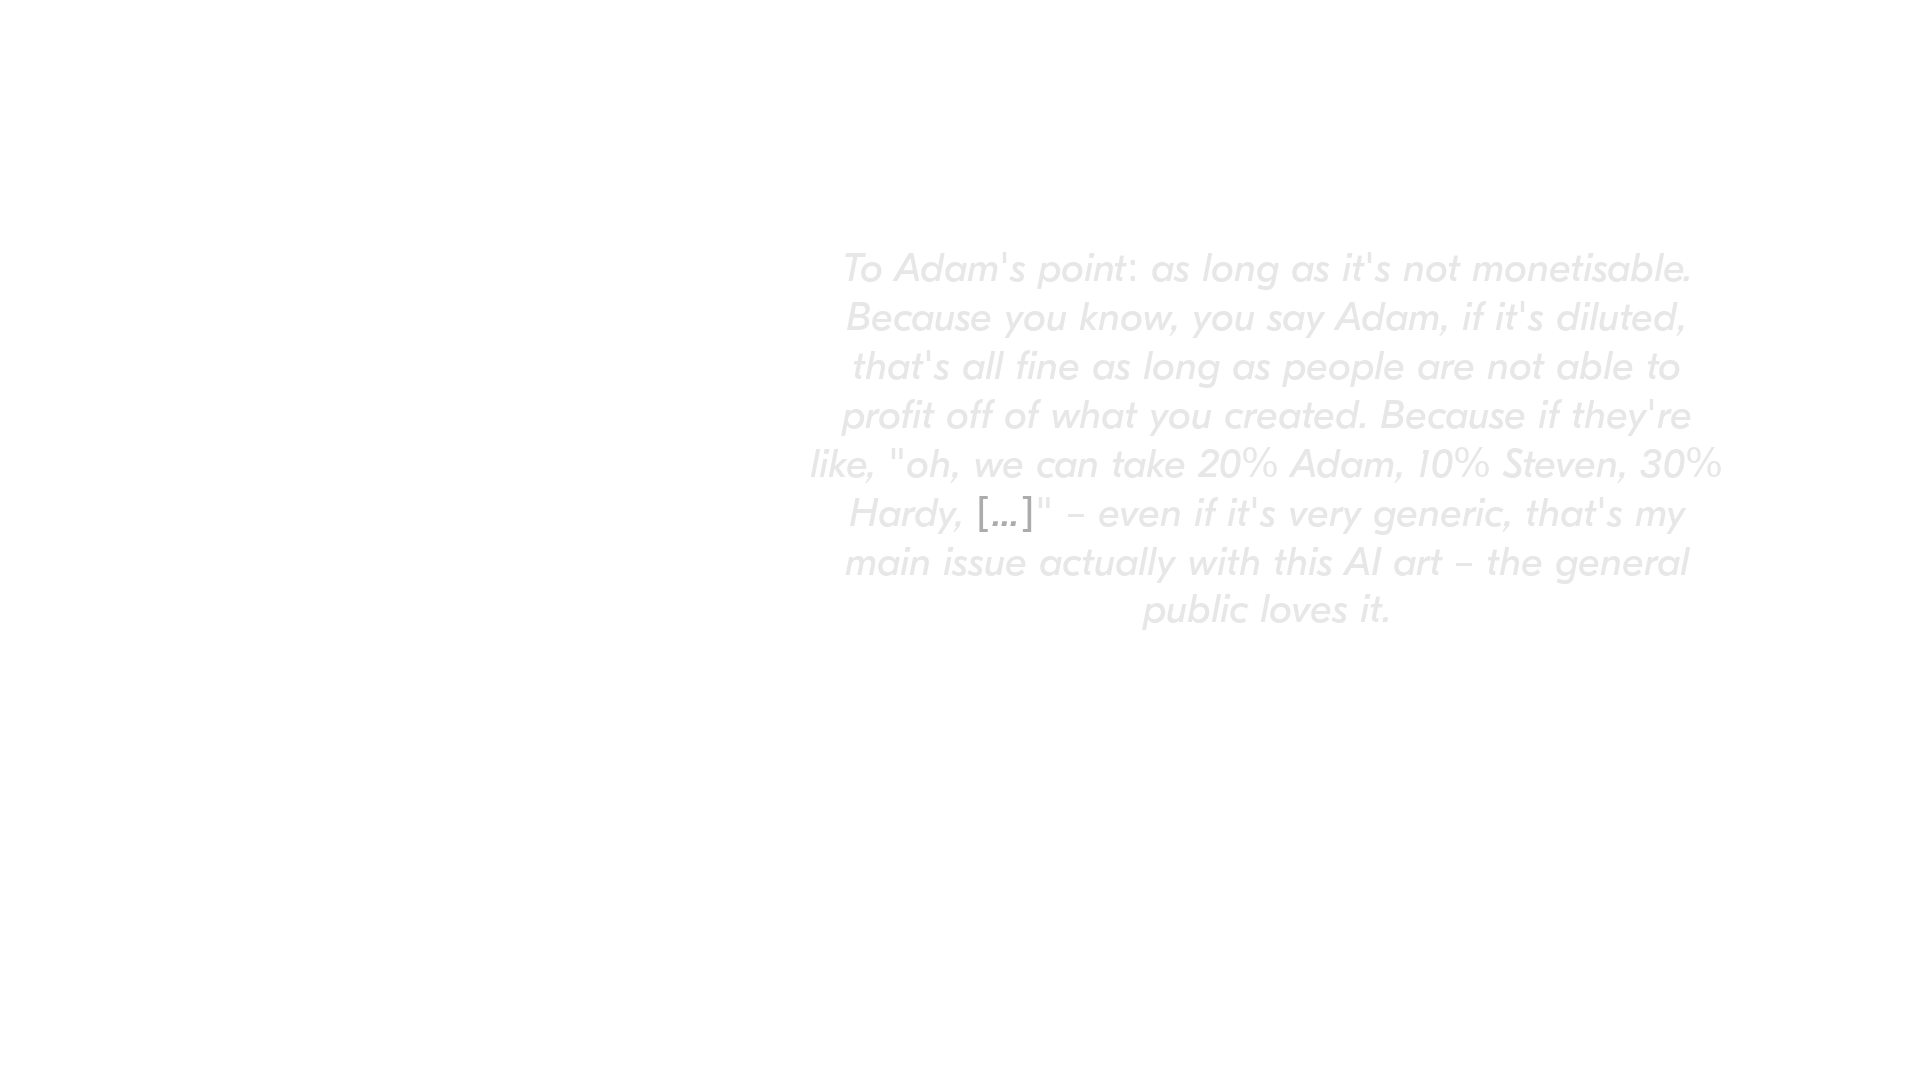 To Adam's point: as long as it's not monetisable.
Because you know, you say Adam, if it's diluted,
that's all fine as long as people are not able to
profit off of what you created. Because if they're
like, "oh, we can take 20% Adam, 10% Steven, 30%
Hardy, [...]" – even if it's very generic, that's my
main issue actually with this AI art – the general
public loves it.